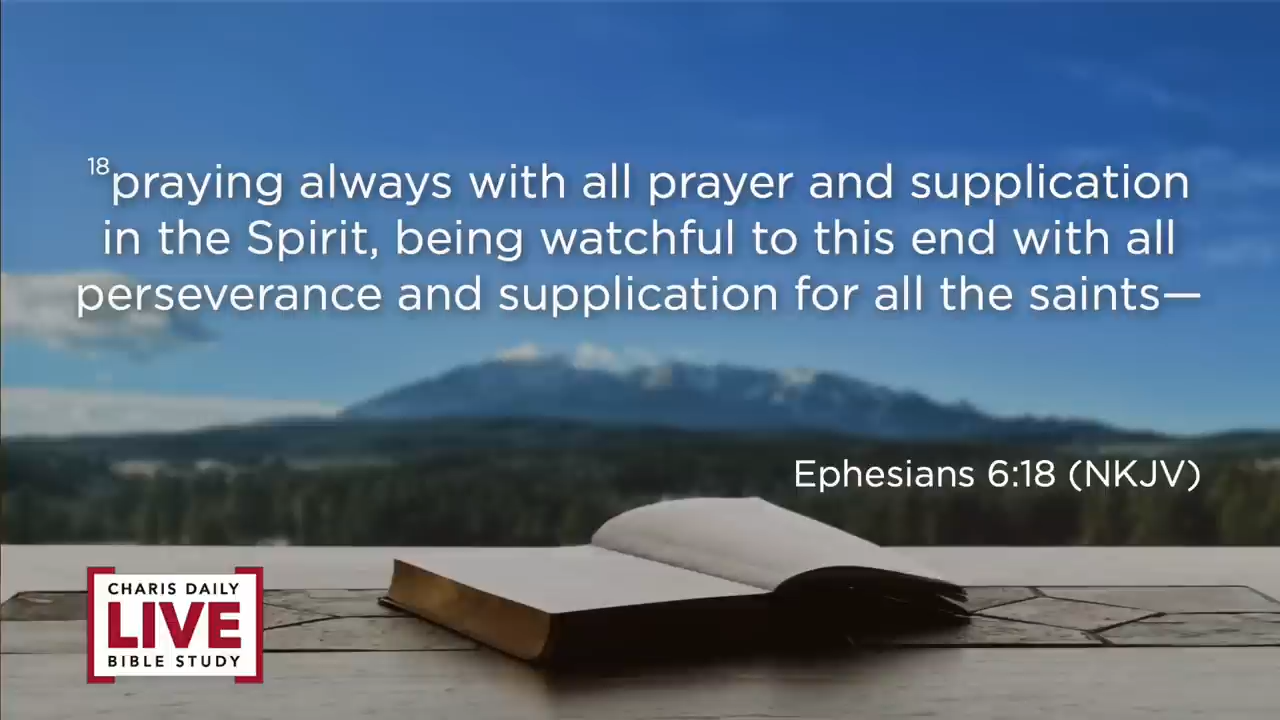 18praying always with all prayer and supplication
in the Spirit, being watchful to this end with all
perseverance and supplication for all the saints—
Ephesians 6:18 (NKJV)
CHARIS DAILY
LIVE
BIBLE STUDY